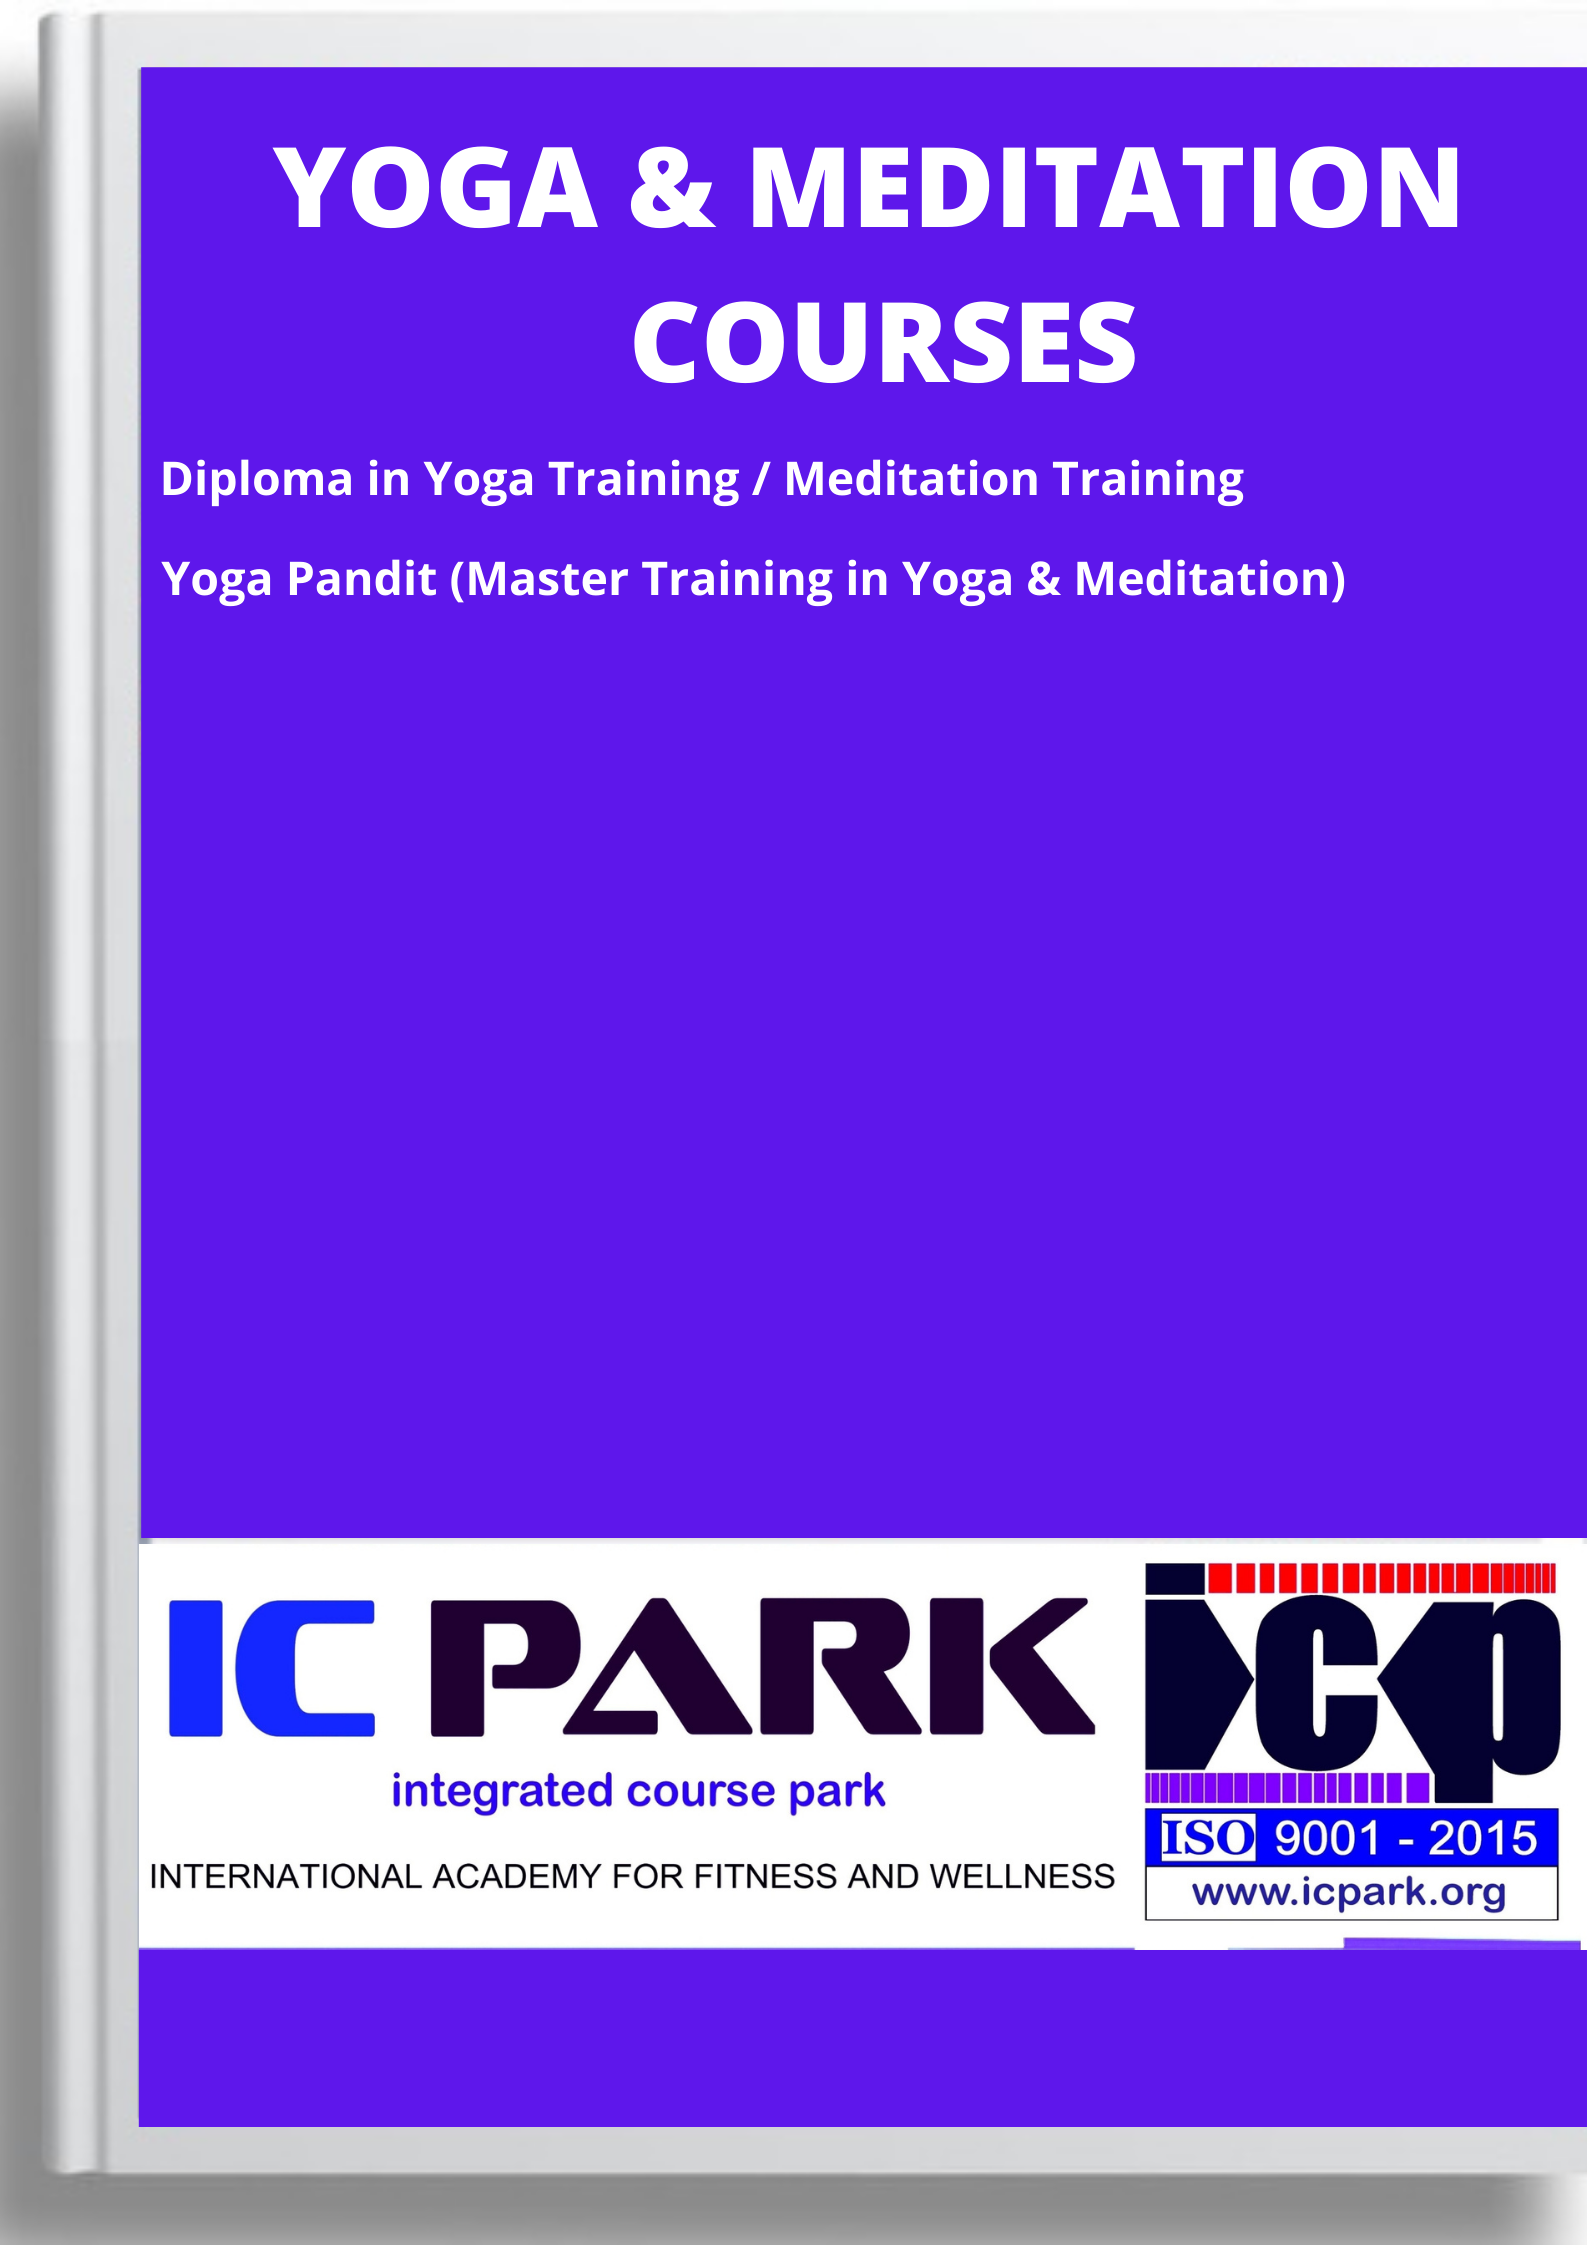 YOGA & MEDITATION
COURSES
Diploma in Yoga Training / Meditation Training
Yoga Pandit (Master Training in Yoga & Meditation)
IC PARK
integrated course park
INTERNATIONAL ACADEMY FOR FITNESS AND WELLNESS
icp
ISO 9001 - 2015
www.icpark.org